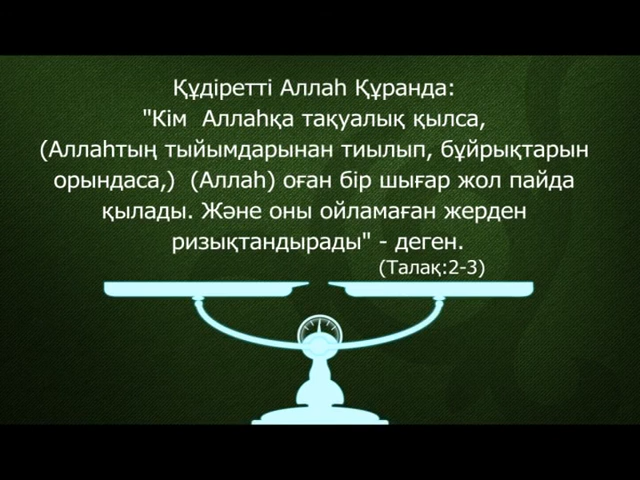 Құдіретті Аллаһ Құранда:
"Кім  Аллаһқа тақуалық қылса,
(Аллаһтың тыйымдарынан тиылып, бұйрықтарын
орындаса,)  (Аллаһ) оған бір шығар жол пайда
қылады. Және оны ойламаған жерден
ризықтандырады" - деген.
(Талақ:2-3)